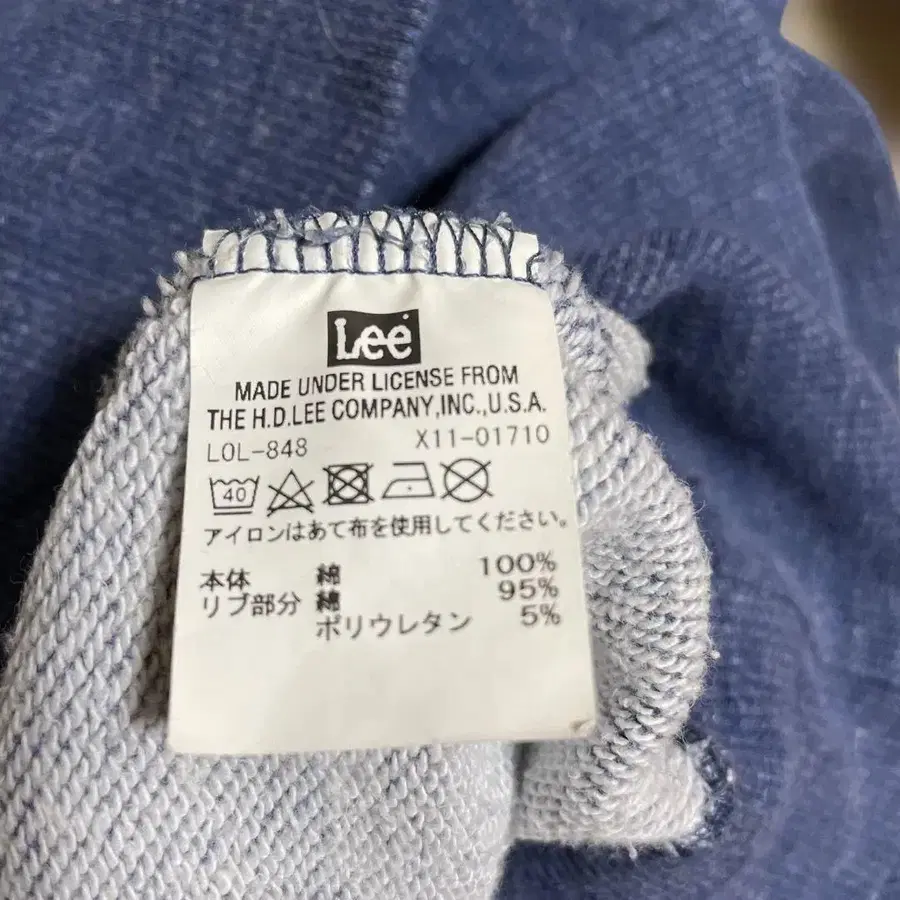 Lee
MADE UNDER LICENSE FROM
THE H.D.LEE COMPANY,INC.,U.S.A.
LOL-848 X11-01710
40
アイロンはあて布を使用してください。
本体 綿 100%
リブ部分 綿 95%
ポリウレタン 5%